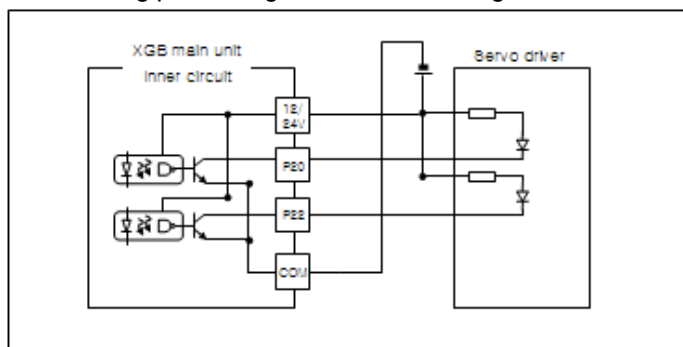 XGB main unit
inner circuit
Servo driver
12/
24V
P20
P22
COM